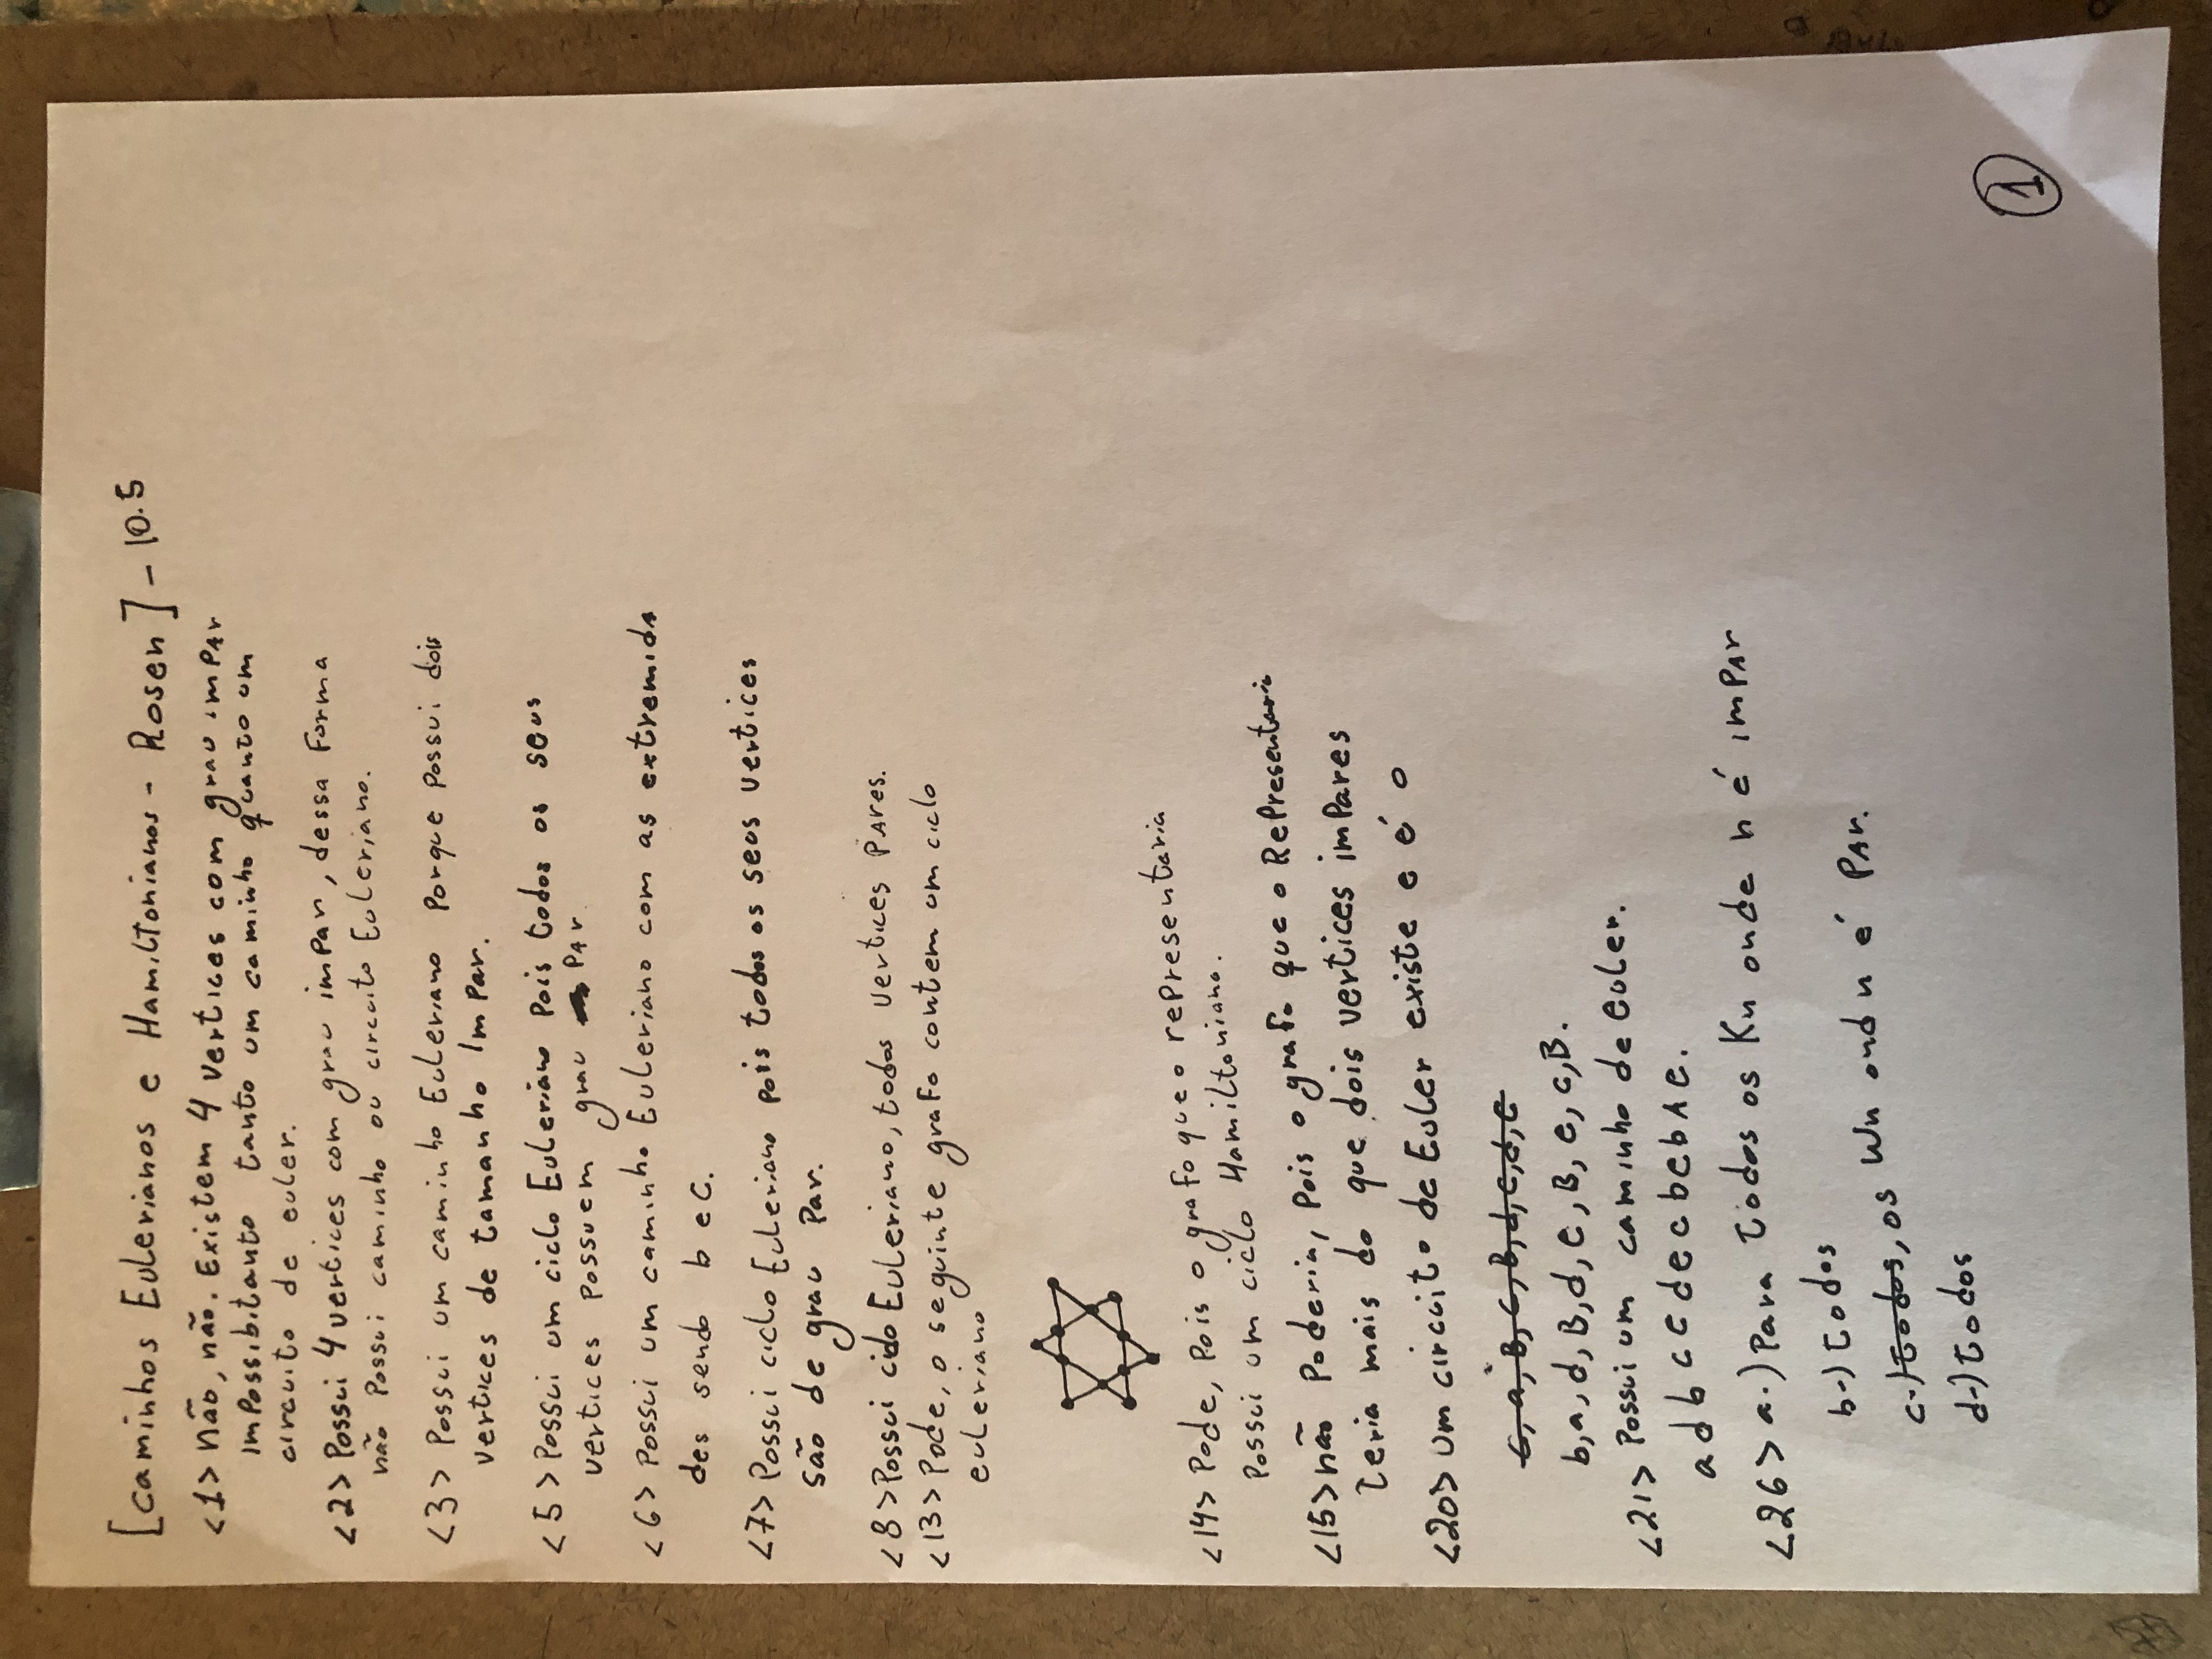 [Caminhos Eulerianos e Hamiltonianos - Rosen] - 10.5
<1> Não, não. Existem 4 vertices com grau imPAr
imPossibitanto tanto um caminho quanto um
circuito de euler.
<2> Possui 4 vertices com grau imPar, dessa Forma
não Possui caminho ou circuito Euleriano.
<3> Possui um caminho Euleriano Porque Possui dois
vertices de tamanho ImPar.
<5> Possui um ciclo Euleriano Pois todos os seus
vertices Possuem grau PAr
<6> Possui um caminho Euleriano com as extremida
des sendo b e c.
<7> Possui ciclo Euleriano pois todos os seus vertices
São de grau Par.
<8> Possui ciclo Euleriano, todos vertices PAres.
<13> Pode, o seguinte grafo contem um ciclo
euleriano
<14> Pode, Pois o grafo que o rePresentaria
Possui um ciclo Hamiltoniano.
<15> não Poderia, Pois o grafo que o RePresentaria
Teria mais do que dois vertices imPares
<20> Um circuito de Euler existe e é o
c, a, B, c, B, d, e, d, e
b, a, d, B, d, e, B, e, c, B.
<21> Possui um caminho de Euler.
a d b c e d e c b e b A e.
<26> a.) Para todos os Kn onde n é imPAr
b-) todos
c-) todos, os Wn ond n é PAr.
d-) todos
1